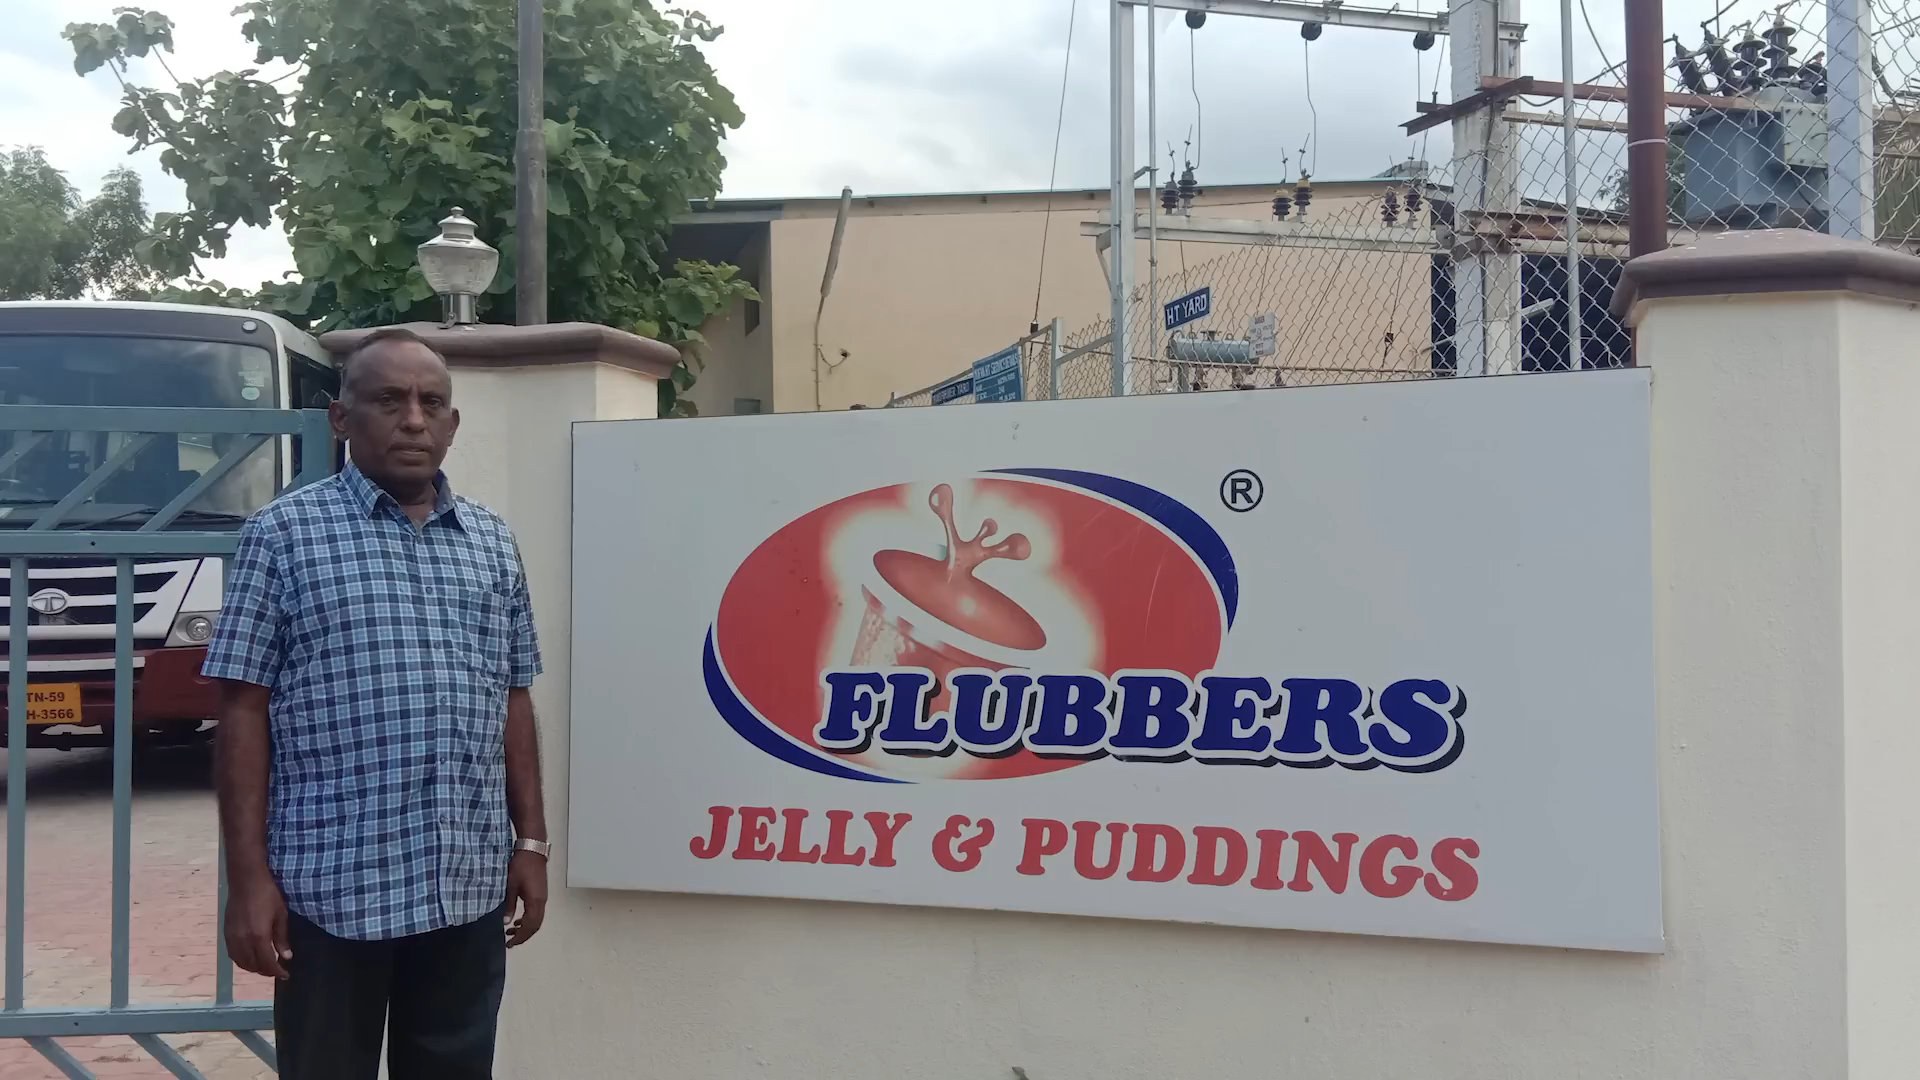 HT YARD
TN-59
H-3566
®
FLUBBERS
JELLY & PUDDINGS